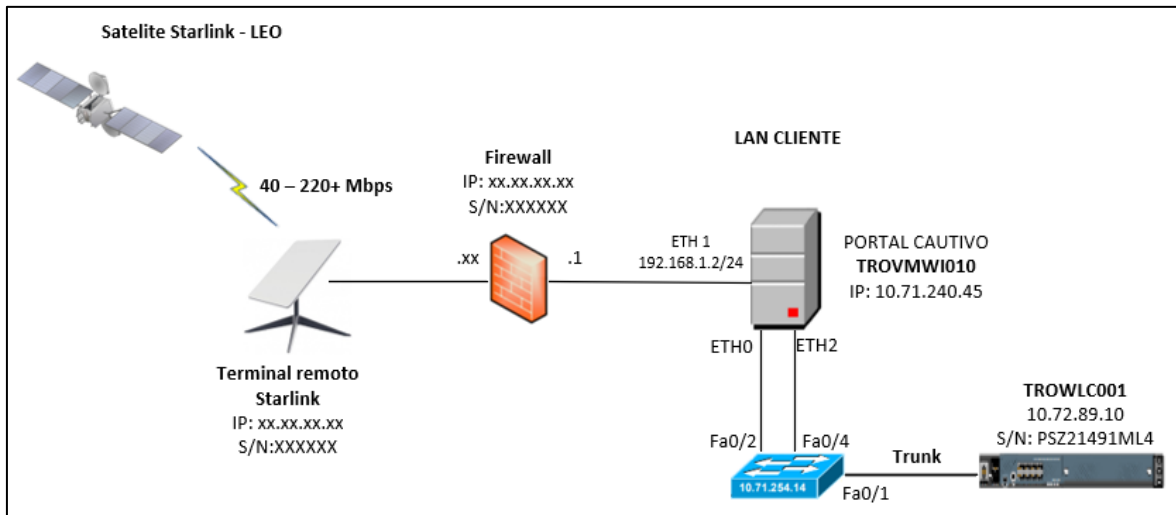 Satelite Starlink - LEO
40 – 220+ Mbps
Terminal remoto
Starlink
IP: xx.xx.xx.xx
S/N:XXXXXX
Firewall
IP: xx.xx.xx.xx
S/N:XXXXXX
.xx
.1
LAN CLIENTE
ETH 1
192.168.1.2/24
PORTAL CAUTIVO
TROVMWI010
IP: 10.71.240.45
ETH0
ETH2
Fa0/2
Fa0/4
10.71.254.14
Fa0/1
Trunk
TROWLC001
10.72.89.10
S/N: PSZ21491ML4